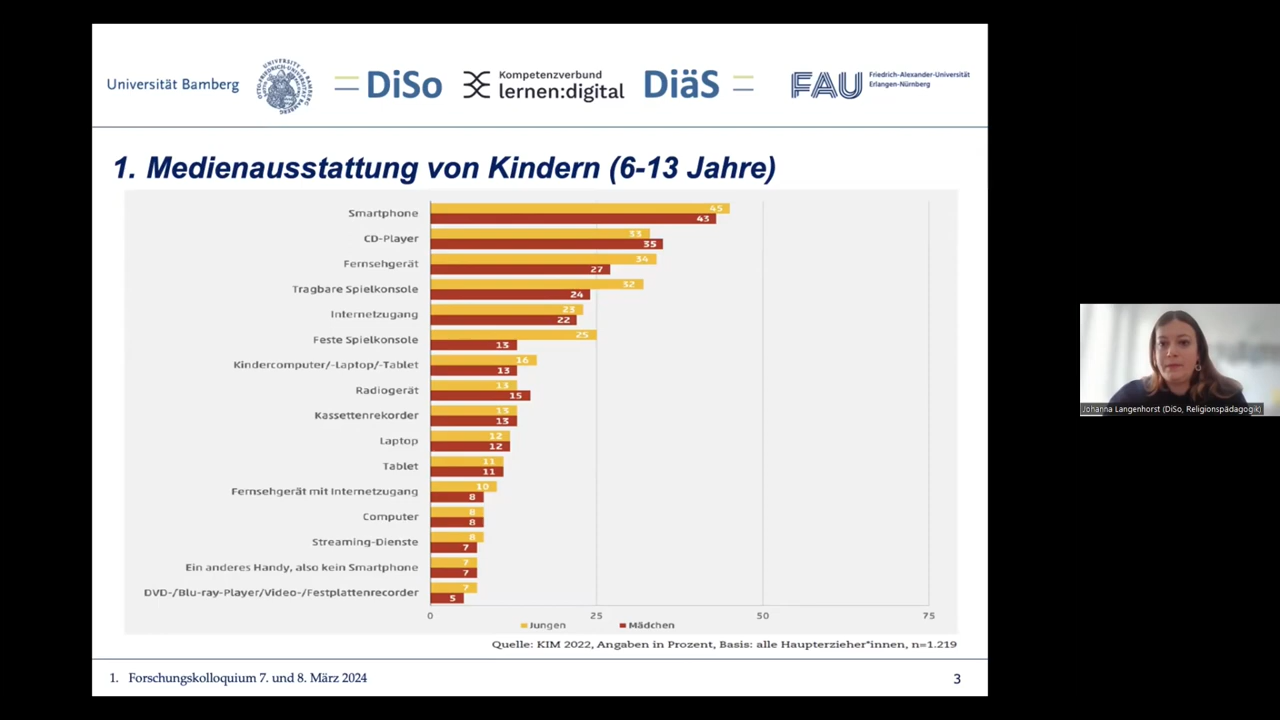 Universität Bamberg
DiSo
Kompetenzverbund
lernen:digital
DiäS
FAU
Friedrich-Alexander-Universität
Erlangen-Nürnberg
1. Medienausstattung von Kindern (6-13 Jahre)
Smartphone 45 43
CD-Player 33 35
Fernsehgerät 34 27
Tragbare Spielkonsole 32 24
Internetzugang 23 22
Feste Spielkonsole 25 13
Kindercomputer/-Laptop/-Tablet 16 13
Radiogerät 13 15
Kassettenrekorder 13 13
Laptop 12 12
Tablet 11 11
Fernsehgerät mit Internetzugang 10 8
Computer 8 8
Streaming-Dienste 8 7
Ein anderes Handy, also kein Smartphone 7 7
DVD-/Blu-ray-Player/Video-/Festplattenrecorder 7 5
0 25 50 75
Jungen Mädchen
Quelle: KIM 2022, Angaben in Prozent, Basis: alle Haupterzieher*innen, n=1.219
1. Forschungskolloquium 7. und 8. März 2024
3
Johanna Langenhorst (DiSo, Religionspädagogik)